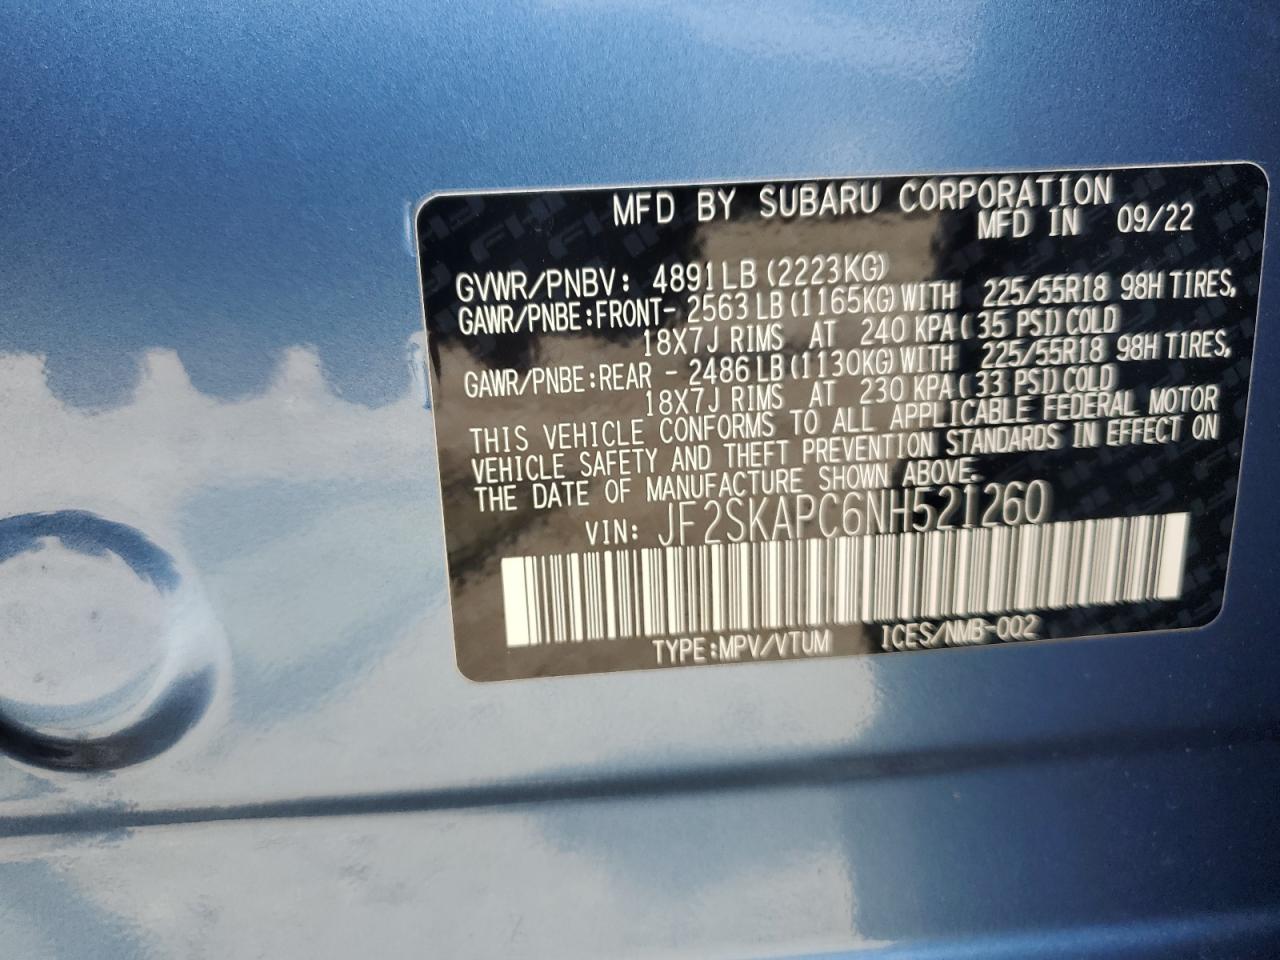 MFD BY SUBARU CORPORATION
MFD IN 09/22
GVWR/PNBV: 4891LB (2223KG)
GAWR/PNBE:FRONT- 2563 LB (1165KG) WITH 225/55R18 98H TIRES,
18X7J RIMS AT 240 KPA ( 35 PSI) COLD
GAWR/PNBE:REAR - 2486 LB (1130KG) WITH 225/55R18 98H TIRES,
18X7J RIMS AT 230 KPA ( 33 PSI) COLD
THIS VEHICLE CONFORMS TO ALL APPLICABLE FEDERAL MOTOR
VEHICLE SAFETY AND THEFT PREVENTION STANDARDS IN EFFECT ON
THE DATE OF MANUFACTURE SHOWN ABOVE.
VIN: JF2SKAPC6NH521260
TYPE:MPV/VTUM ICES/NMB-002